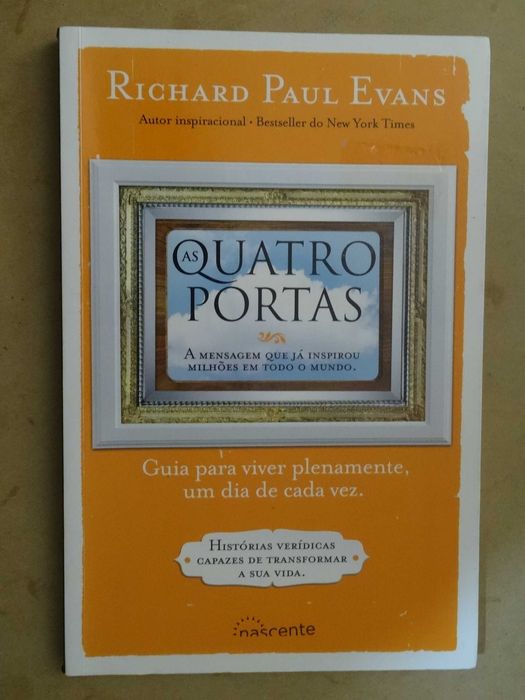 RICHARD PAUL EVANS
Autor inspiracional • Bestseller do New York Times
AS QUATRO
PORTAS
A MENSAGEM QUE JÁ INSPIROU
MILHÕES EM TODO O MUNDO.
Guia para viver plenamente,
um dia de cada vez.
HISTÓRIAS VERÍDICAS
CAPAZES DE TRANSFORMAR
A SUA VIDA.
nascente